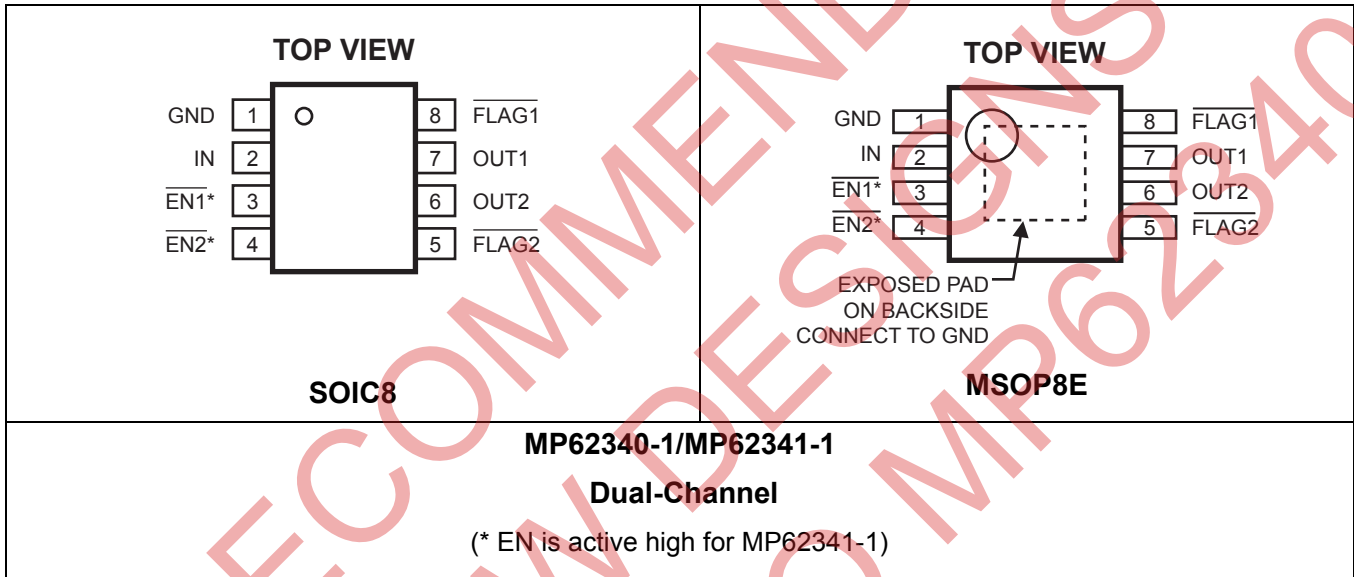 TOP VIEW
GND 1
IN 2
EN1* 3
EN2* 4
8 FLAG1
7 OUT1
6 OUT2
5 FLAG2
SOIC8
TOP VIEW
GND 1
IN 2
EN1* 3
EN2* 4
8 FLAG1
7 OUT1
6 OUT2
5 FLAG2
EXPOSED PAD
ON BACKSIDE
CONNECT TO GND
MSOP8E
MP62340-1/MP62341-1
Dual-Channel
(* EN is active high for MP62341-1)
ECOMMEND
W DESIGNS
O MP62340